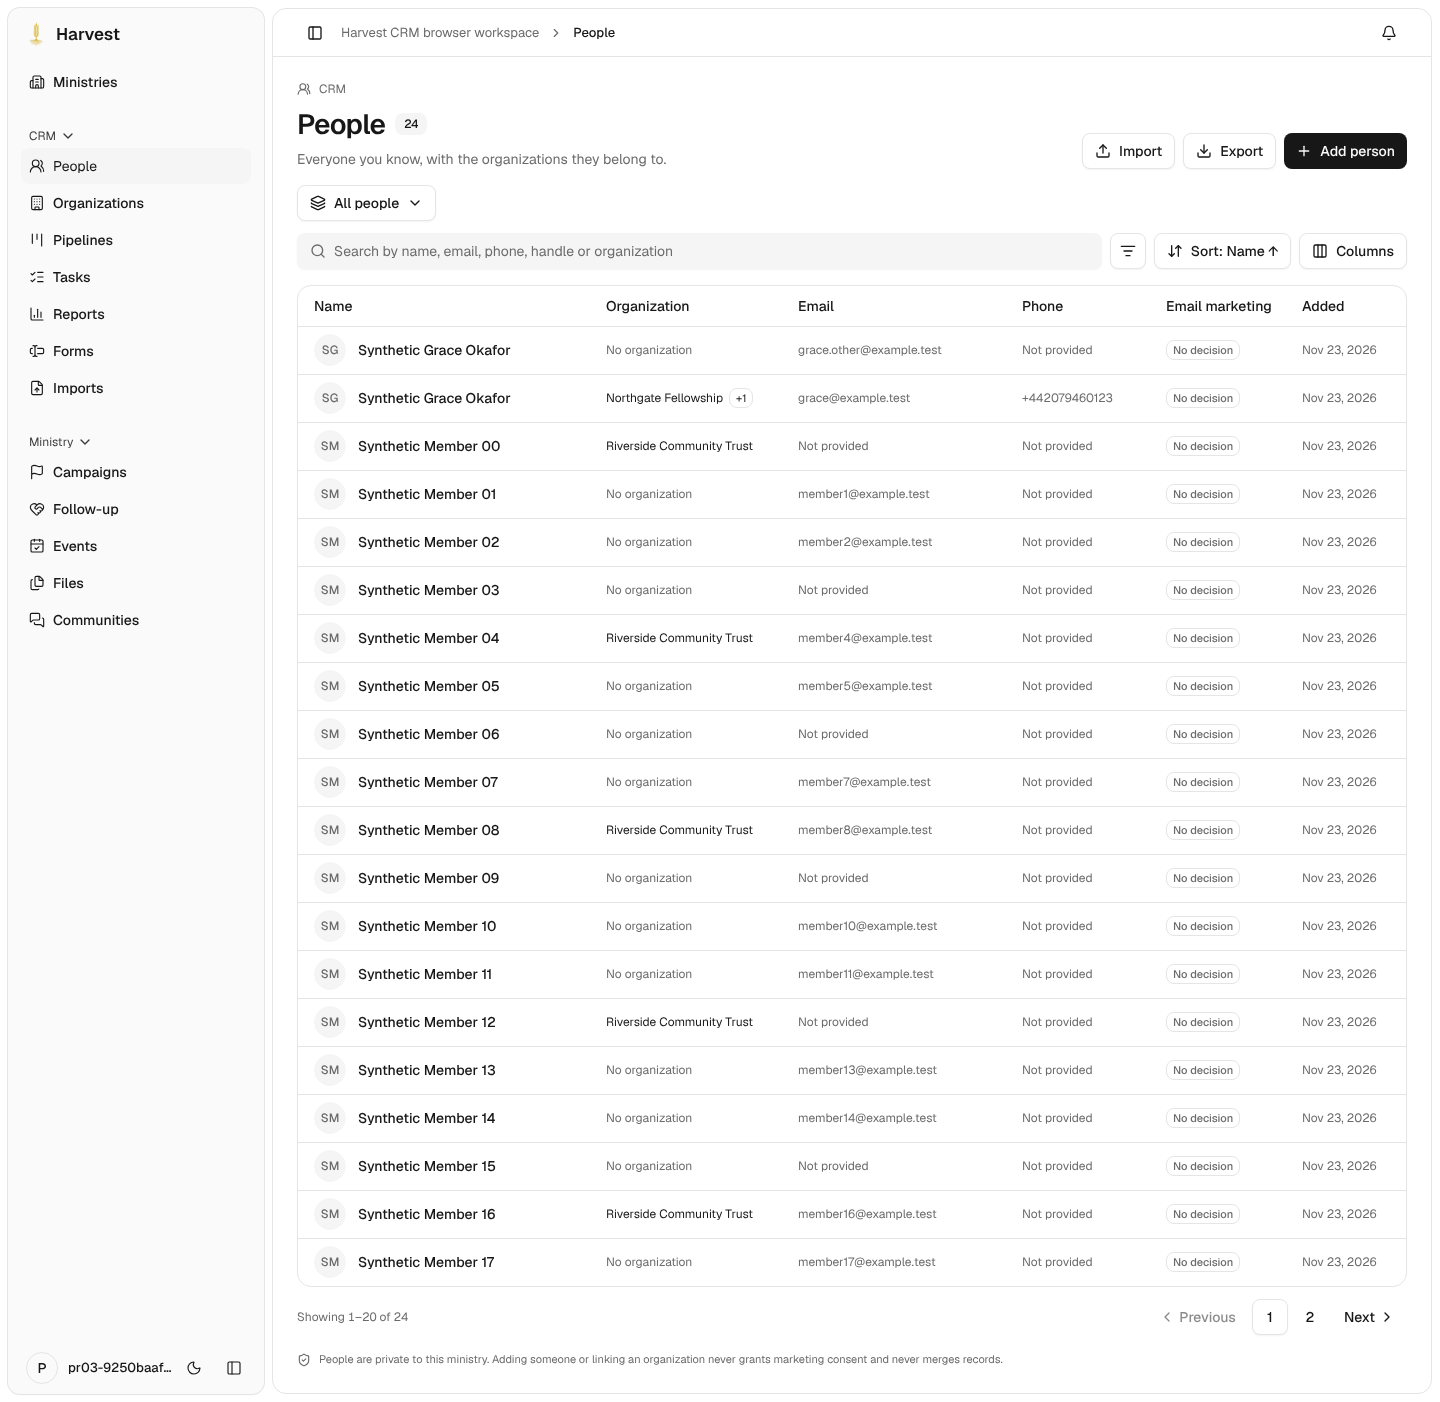 Harvest
Ministries
CRM
People
Organizations
Pipelines
Tasks
Reports
Forms
Imports
Ministry
Campaigns
Follow-up
Events
Files
Communities
P pr03-9250baaf...
Harvest CRM browser workspace > People
CRM
People 24
Everyone you know, with the organizations they belong to.
Import Export + Add person
All people
Search by name, email, phone, handle or organization
Sort: Name ↑ Columns
Name Organization Email Phone Email marketing Added
SG Synthetic Grace Okafor No organization grace.other@example.test Not provided No decision Nov 23, 2026
SG Synthetic Grace Okafor Northgate Fellowship +1 grace@example.test +442079460123 No decision Nov 23, 2026
SM Synthetic Member 00 Riverside Community Trust Not provided Not provided No decision Nov 23, 2026
SM Synthetic Member 01 No organization member1@example.test Not provided No decision Nov 23, 2026
SM Synthetic Member 02 No organization member2@example.test Not provided No decision Nov 23, 2026
SM Synthetic Member 03 No organization Not provided Not provided No decision Nov 23, 2026
SM Synthetic Member 04 Riverside Community Trust member4@example.test Not provided No decision Nov 23, 2026
SM Synthetic Member 05 No organization member5@example.test Not provided No decision Nov 23, 2026
SM Synthetic Member 06 No organization Not provided Not provided No decision Nov 23, 2026
SM Synthetic Member 07 No organization member7@example.test Not provided No decision Nov 23, 2026
SM Synthetic Member 08 Riverside Community Trust member8@example.test Not provided No decision Nov 23, 2026
SM Synthetic Member 09 No organization Not provided Not provided No decision Nov 23, 2026
SM Synthetic Member 10 No organization member10@example.test Not provided No decision Nov 23, 2026
SM Synthetic Member 11 No organization member11@example.test Not provided No decision Nov 23, 2026
SM Synthetic Member 12 Riverside Community Trust Not provided Not provided No decision Nov 23, 2026
SM Synthetic Member 13 No organization member13@example.test Not provided No decision Nov 23, 2026
SM Synthetic Member 14 No organization member14@example.test Not provided No decision Nov 23, 2026
SM Synthetic Member 15 No organization Not provided Not provided No decision Nov 23, 2026
SM Synthetic Member 16 Riverside Community Trust member16@example.test Not provided No decision Nov 23, 2026
SM Synthetic Member 17 No organization member17@example.test Not provided No decision Nov 23, 2026
Showing 1–20 of 24 Previous 1 2 Next
People are private to this ministry. Adding someone or linking an organization never grants marketing consent and never merges records.